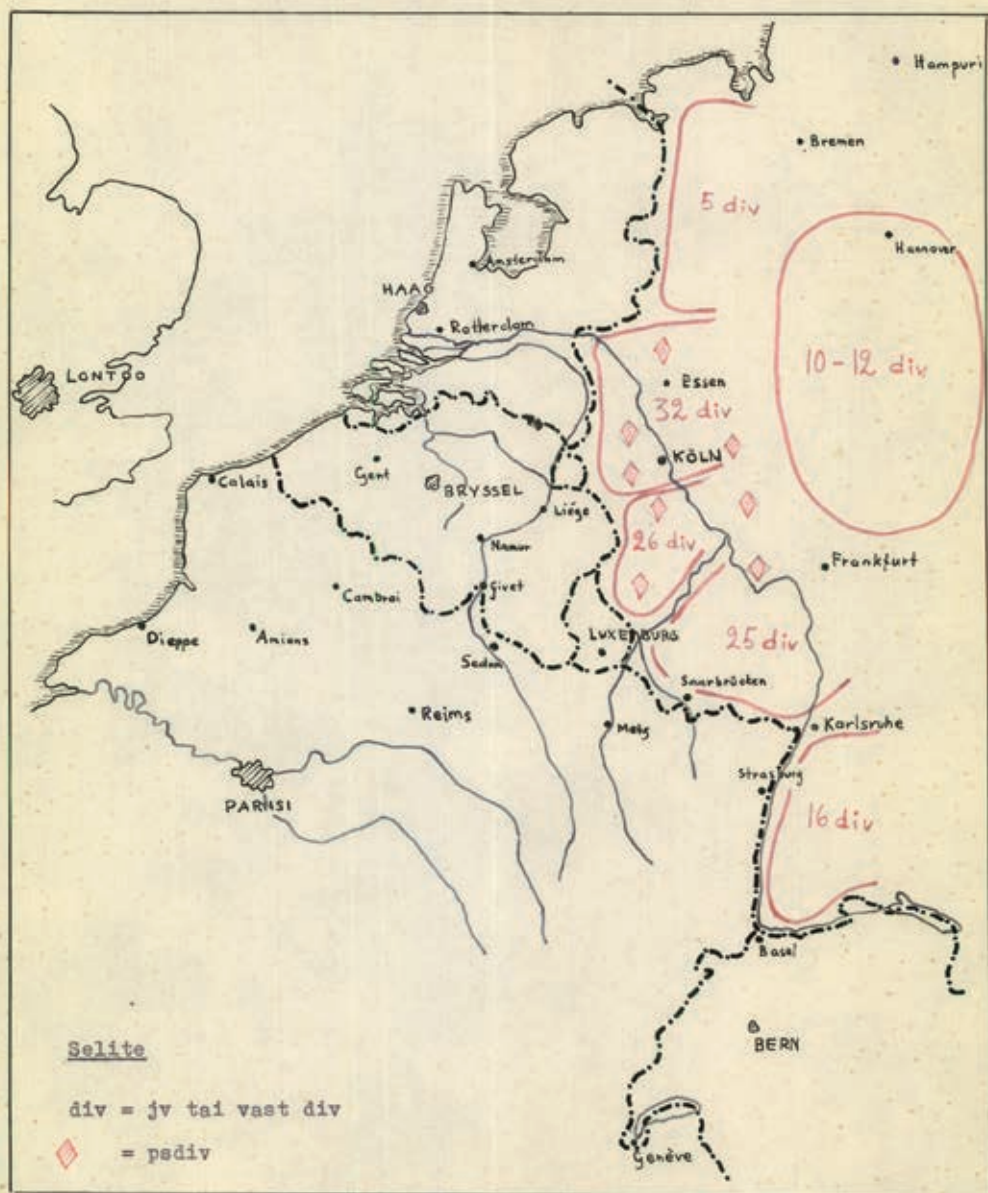 Hampuri
Bremen
5 div
Hannover
Amsterdam
HAAG
Rotterdam
10-12 div
LONTOO
Essen
32 div
KÖLN
Gent
Calais
BRYSSEL
Liége
26 div
Namur
Frankfurt
Givet
Cambrai
Dieppe
Amiens
LUXENBURG
25 div
Sedan
Saarbrücken
Reims
Metz
Karlsruhe
Strasburg
PARIISI
16 div
Basel
BERN
Selite
div = jv tai vast div
= psdiv
Genève